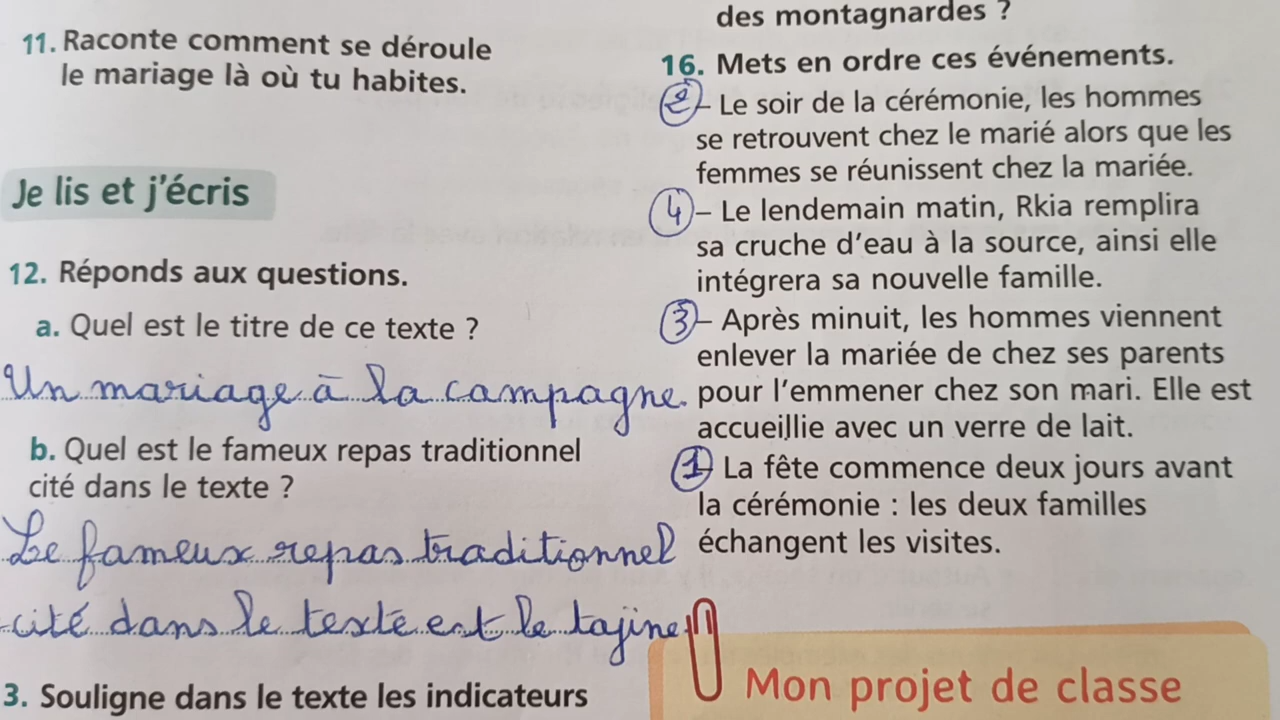 11. Raconte comment se déroule
le mariage là où tu habites.
Je lis et j'écris
12. Réponds aux questions.
a. Quel est le titre de ce texte ?
Un mariage à la campagne.
b. Quel est le fameux repas traditionnel
cité dans le texte ?
Le fameux repas traditionnel
cité dans le texte est le tajine.
3. Souligne dans le texte les indicateurs
des montagnardes ?
16. Mets en ordre ces événements.
2 – Le soir de la cérémonie, les hommes
se retrouvent chez le marié alors que les
femmes se réunissent chez la mariée.
4 – Le lendemain matin, Rkia remplira
sa cruche d'eau à la source, ainsi elle
intégrera sa nouvelle famille.
3 – Après minuit, les hommes viennent
enlever la mariée de chez ses parents
pour l'emmener chez son mari. Elle est
accueillie avec un verre de lait.
1 – La fête commence deux jours avant
la cérémonie : les deux familles
échangent les visites.
Mon projet de classe